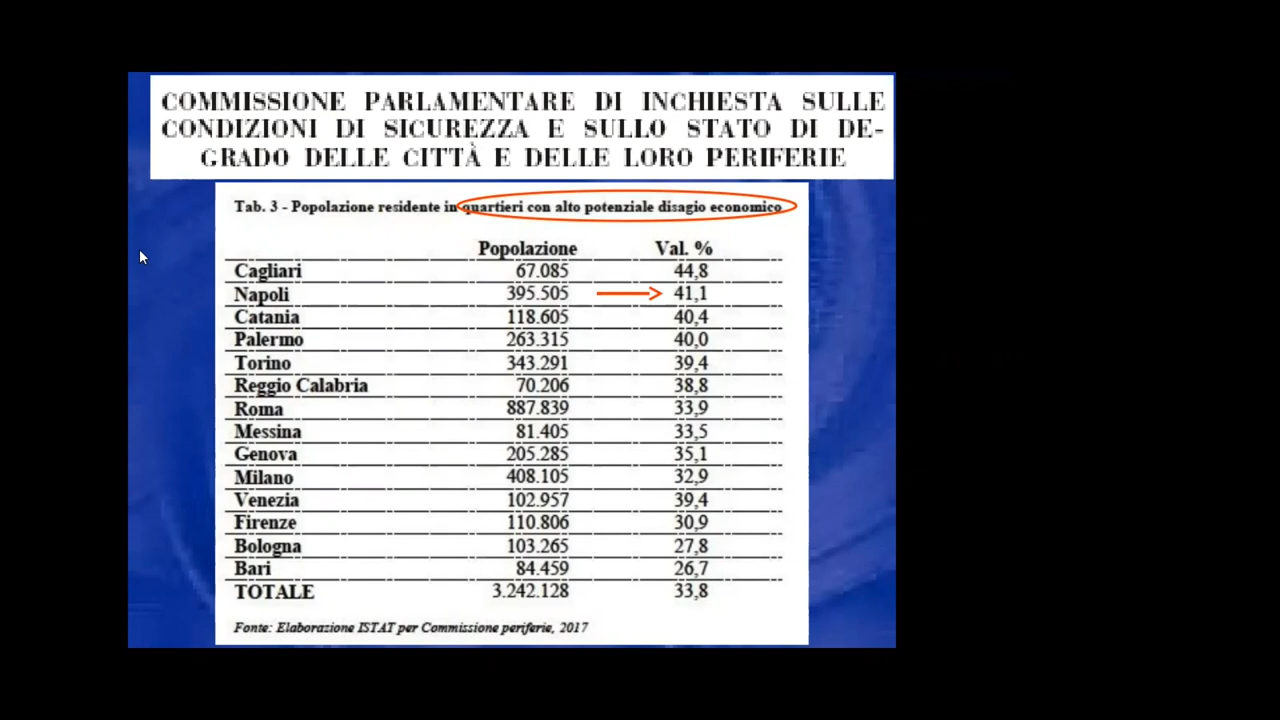 COMMISSIONE PARLAMENTARE DI INCHIESTA SULLE
CONDIZIONI DI SICUREZZA E SULLO STATO DI DE-
GRADO DELLE CITTÀ E DELLE LORO PERIFERIE
Tab. 3 - Popolazione residente in quartieri con alto potenziale disagio economico
Popolazione Val. %
Cagliari 67.085 44,8
Napoli 395.505 41,1
Catania 118.605 40,4
Palermo 263.315 40,0
Torino 343.291 39,4
Reggio Calabria 70.206 38,8
Roma 887.839 33,9
Messina 81.405 33,5
Genova 205.285 35,1
Milano 408.105 32,9
Venezia 102.957 39,4
Firenze 110.806 30,9
Bologna 103.265 27,8
Bari 84.459 26,7
TOTALE 3.242.128 33,8
Fonte: Elaborazione ISTAT per Commissione periferie, 2017